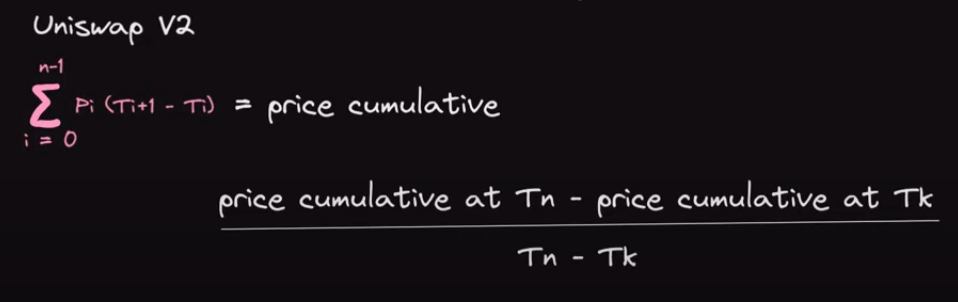 Uniswap V2
n-1
Σ Pi (Ti+1 - Ti) = price cumulative
i = 0
price cumulative at Tn - price cumulative at Tk
Tn - Tk